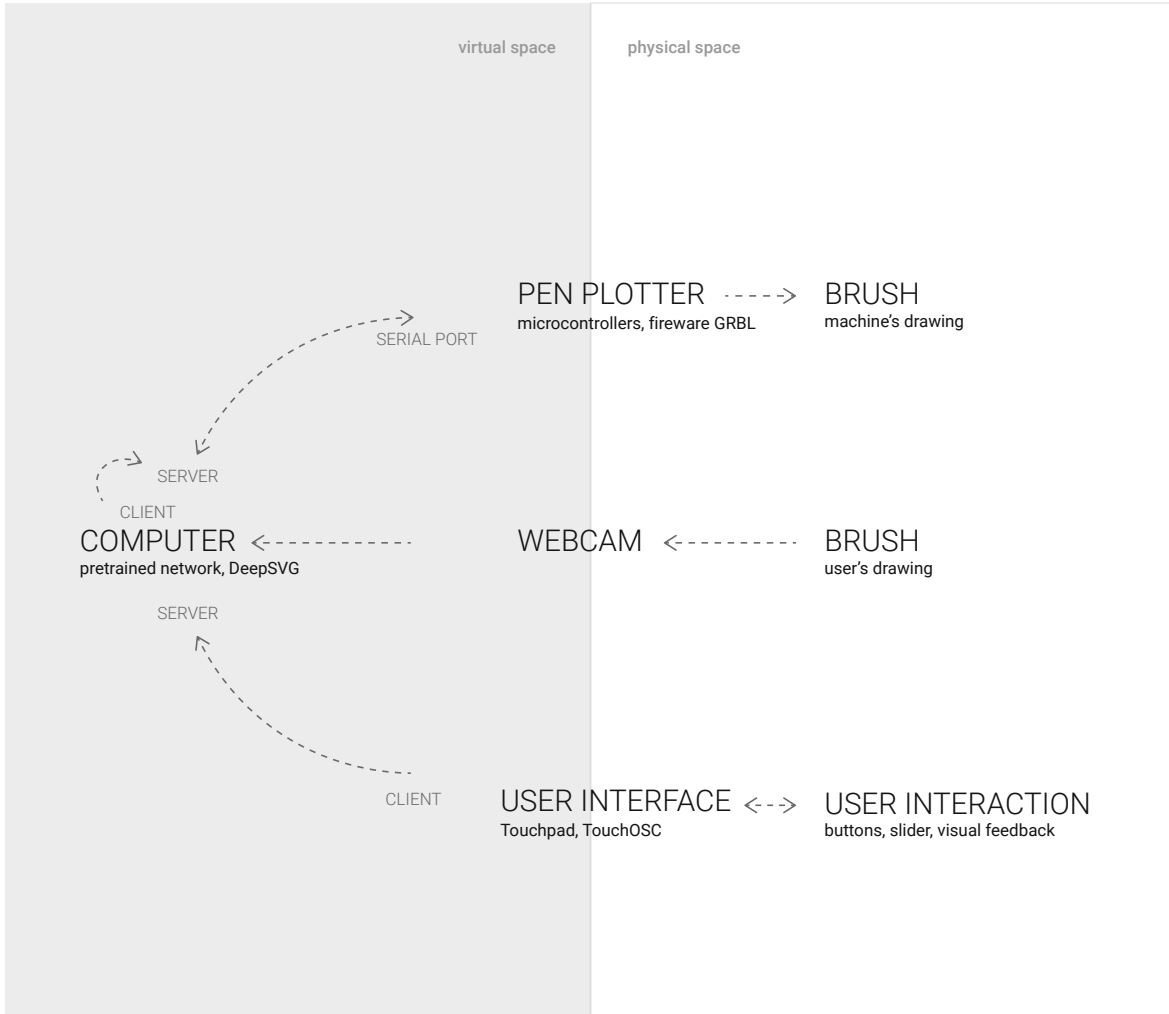 virtual space
physical space
PEN PLOTTER
microcontrollers, fireware GRBL
BRUSH
machine's drawing
SERIAL PORT
SERVER
CLIENT
COMPUTER
pretrained network, DeepSVG
WEBCAM
BRUSH
user's drawing
SERVER
CLIENT
USER INTERFACE
Touchpad, TouchOSC
USER INTERACTION
buttons, slider, visual feedback